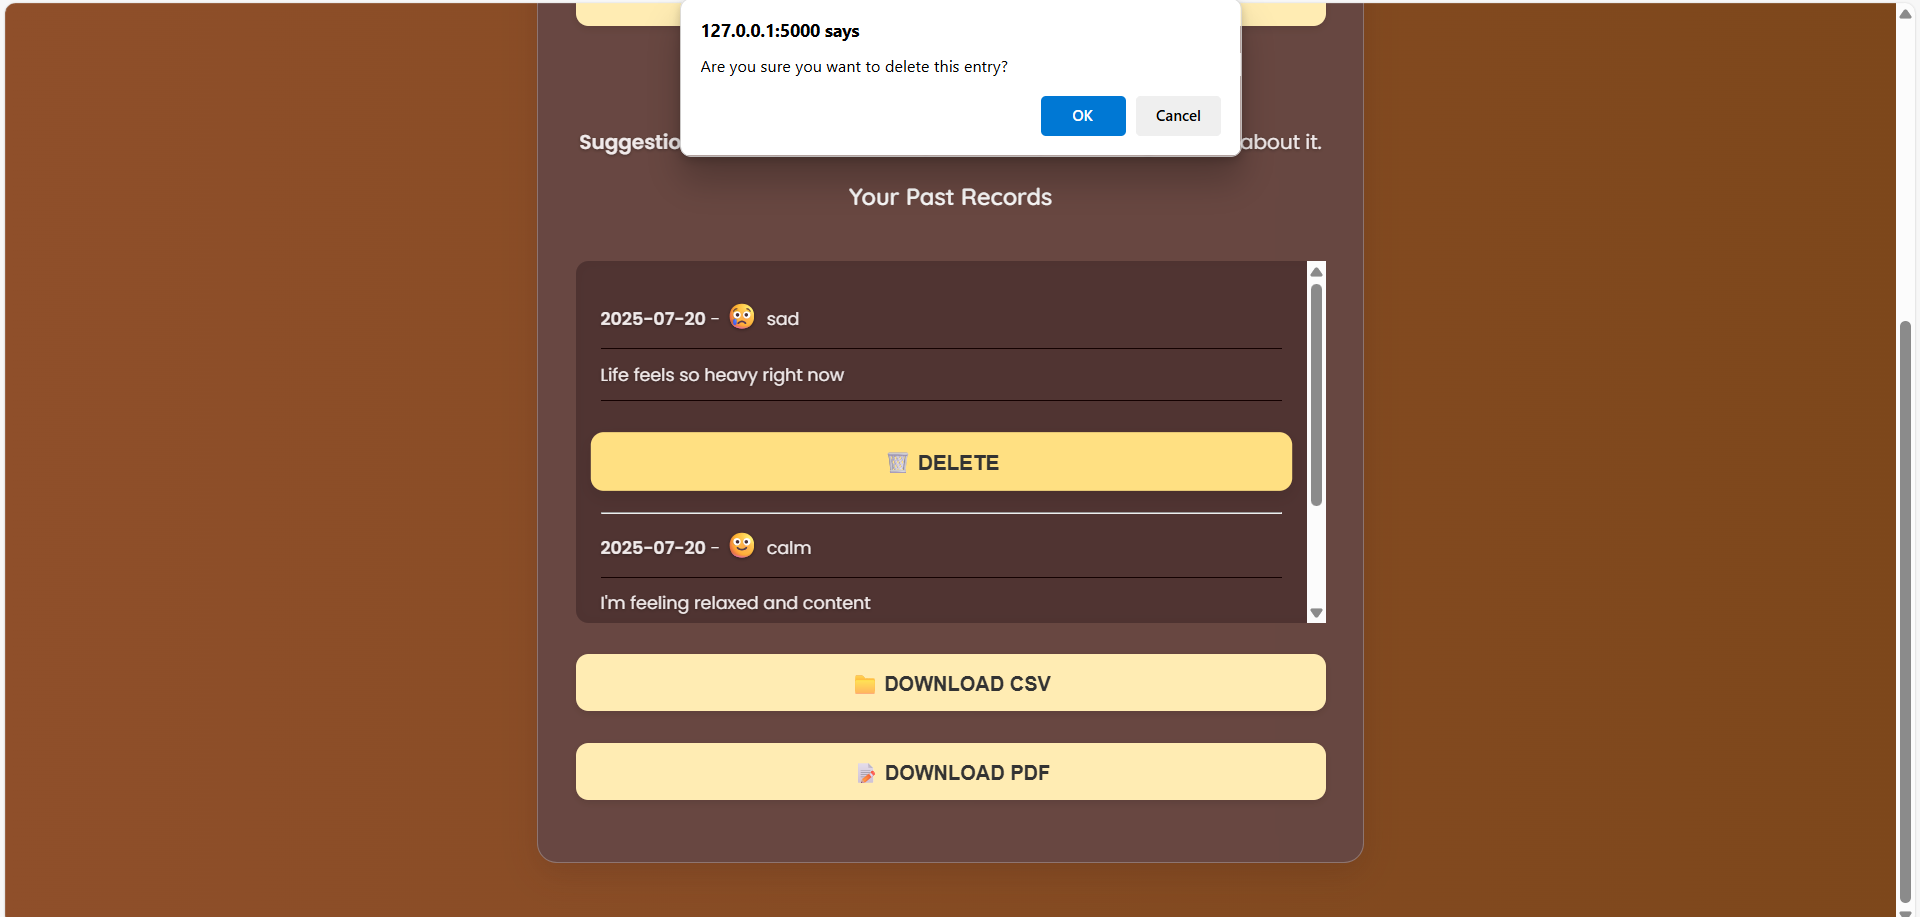 127.0.0.1:5000 says
Are you sure you want to delete this entry?
OK Cancel
about it.
Your Past Records
2025-07-20 - 😢 sad
Life feels so heavy right now
🗑️ DELETE
2025-07-20 - 🙂 calm
I'm feeling relaxed and content
📁 DOWNLOAD CSV
📝 DOWNLOAD PDF